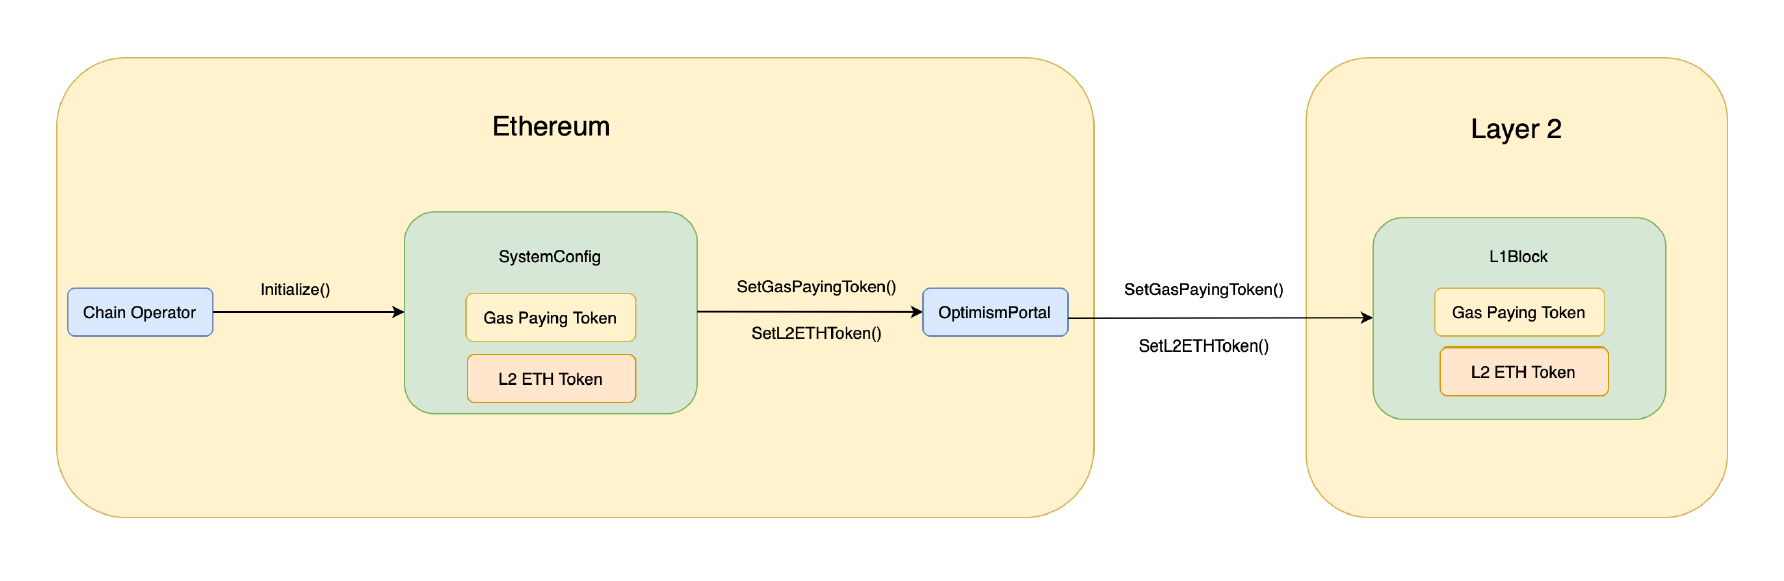 Ethereum
Layer 2
Chain Operator
Initialize()
SystemConfig
Gas Paying Token
L2 ETH Token
SetGasPayingToken()
SetL2ETHToken()
OptimismPortal
SetGasPayingToken()
SetL2ETHToken()
L1Block
Gas Paying Token
L2 ETH Token